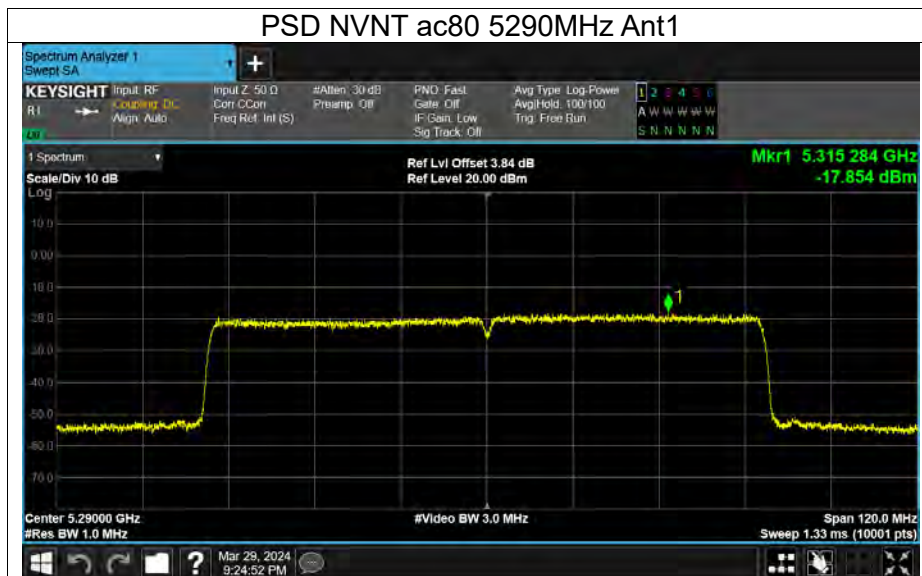 PSD NVNT ac80 5290MHz Ant1
Spectrum Analyzer 1
Swept SA
+
KEYSIGHT
Input: RF
Coupling: DC
Align: Auto
Input Z: 50 Ω
Corr CCorr
Freq Ref: Int (S)
#Atten: 30 dB
Preamp: Off
PNO: Fast
Gate: Off
IF Gain: Low
Sig Track: Off
Avg Type: Log-Power
Avg|Hold: 100/100
Trig: Free Run
1 2 3 4 5 6
A W W W W W
S N N N N N
1 Spectrum
Scale/Div 10 dB
Ref Lvl Offset 3.84 dB
Ref Level 20.00 dBm
Mkr1 5.315 284 GHz
-17.854 dBm
Log
10.0
0.00
-10.0
-20.0
-30.0
-40.0
-50.0
-60.0
-70.0
1
Center 5.29000 GHz
#Res BW 1.0 MHz
#Video BW 3.0 MHz
Span 120.0 MHz
Sweep 1.33 ms (10001 pts)
?
Mar 29, 2024
9:24:52 PM